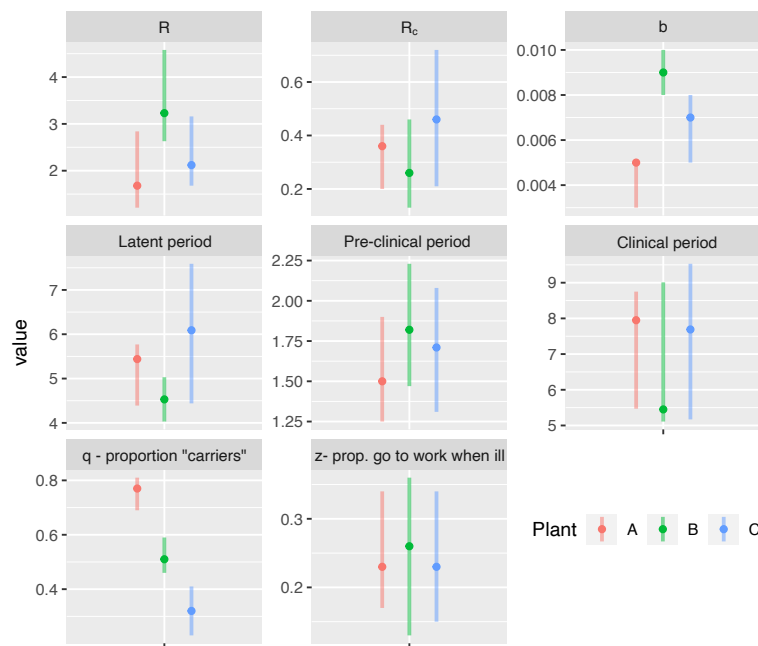 R
R꜀
b
4
3
2
0.6
0.4
0.2
0.010
0.008
0.006
0.004
Latent period
Pre-clinical period
Clinical period
7
6
5
4
2.25
2.00
1.75
1.50
1.25
9
8
7
6
5
value
q - proportion "carriers"
z- prop. go to work when ill
0.8
0.6
0.4
0.3
0.2
Plant A B C